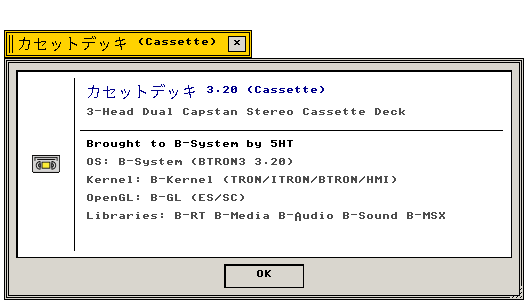 カセットデッキ (Cassette) ×
カセットデッキ 3.20 (Cassette)
3-Head Dual Capstan Stereo Cassette Deck
Brought to B-System by 5HT
OS: B-System (BTRON3 3.20)
Kernel: B-Kernel (TRON/ITRON/BTRON/HMI)
OpenGL: B-GL (ES/SC)
Libraries: B-RT B-Media B-Audio B-Sound B-MSX
OK